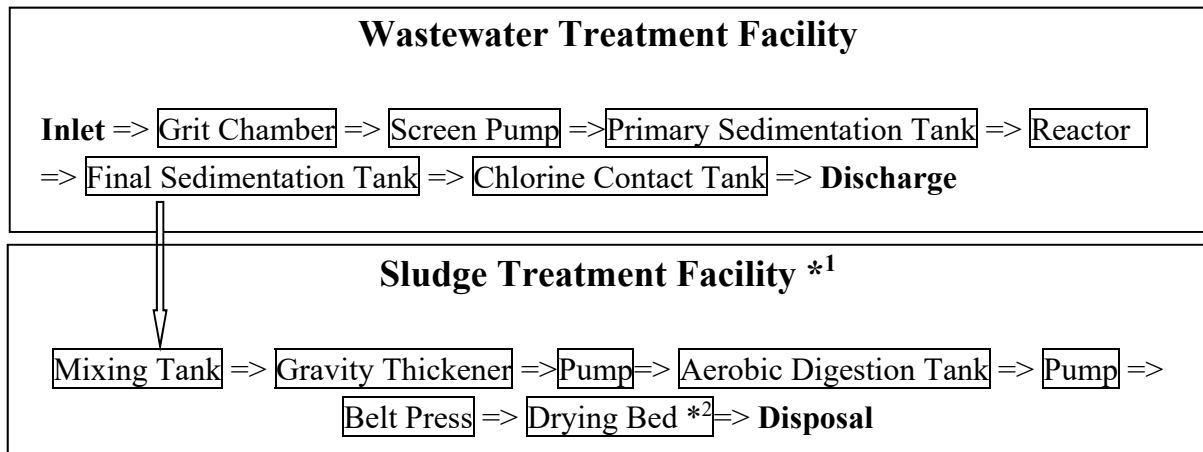 Wastewater Treatment Facility
Inlet => Grit Chamber => Screen Pump =>Primary Sedimentation Tank => Reactor
=> Final Sedimentation Tank => Chlorine Contact Tank => Discharge
Sludge Treatment Facility *1
Mixing Tank => Gravity Thickener =>Pump=> Aerobic Digestion Tank => Pump =>
Belt Press => Drying Bed *2=> Disposal